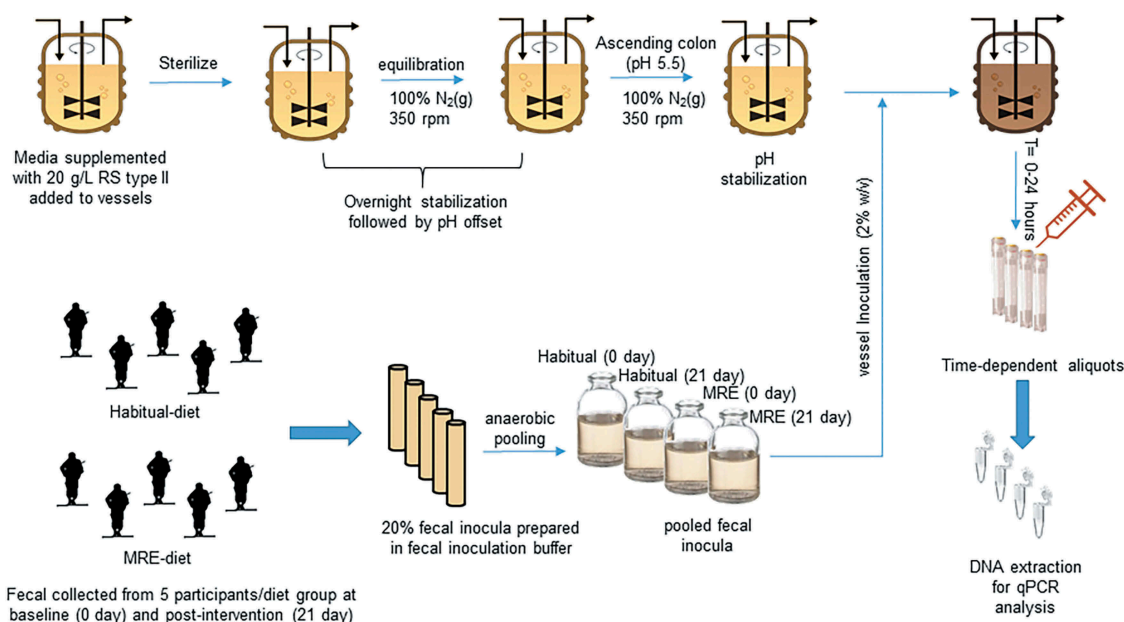 Sterilize
equilibration
100% N₂(g)
350 rpm
Ascending colon
(pH 5.5)
100% N₂(g)
350 rpm
Media supplemented
with 20 g/L RS type II
added to vessels
Overnight stabilization
followed by pH offset
pH
stabilization
T= 0-24 hours
vessel Inoculation (2% w/v)
Time-dependent aliquots
DNA extraction
for qPCR
analysis
Habitual-diet
MRE-diet
Fecal collected from 5 participants/diet group at
baseline (0 day) and post-intervention (21 day)
20% fecal inocula prepared
in fecal inoculation buffer
anaerobic
pooling
Habitual (0 day)
Habitual (21 day)
MRE (0 day)
MRE (21 day)
pooled fecal
inocula